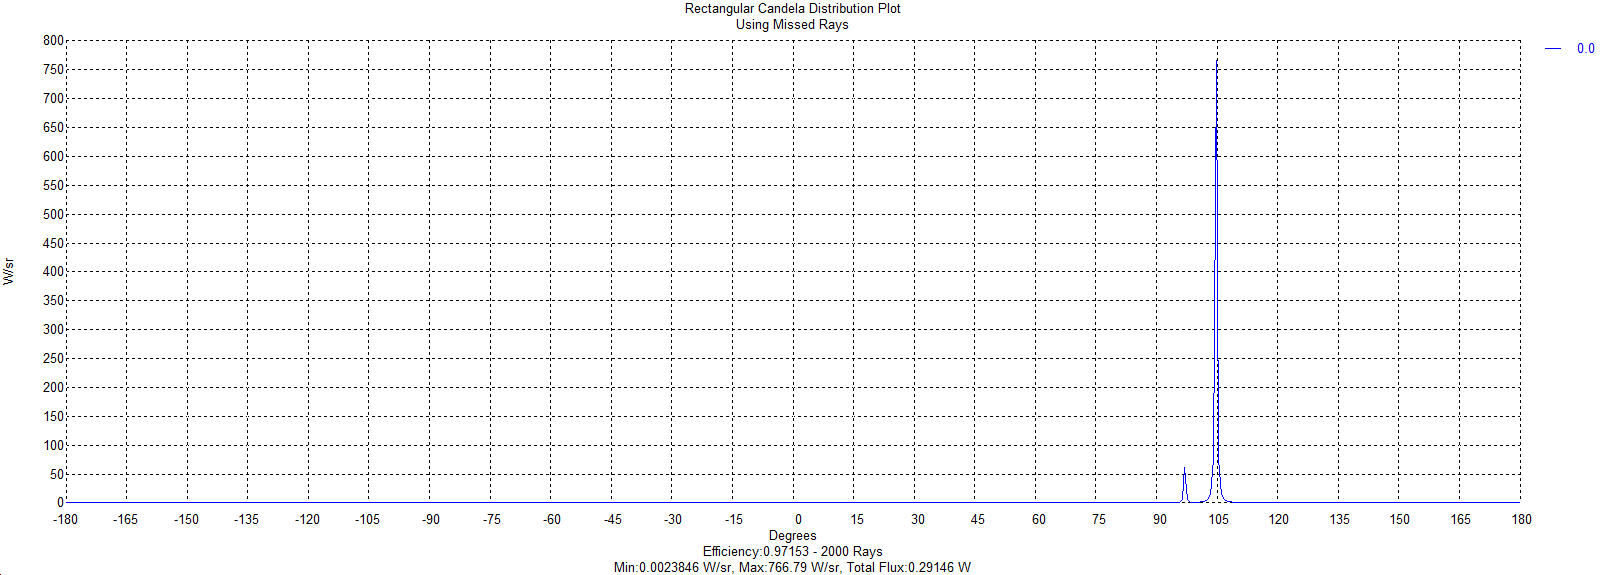 Rectangular Candela Distribution Plot
Using Missed Rays
0.0
800
750
700
650
600
550
500
450
400
350
300
250
200
150
100
50
0
W/sr
-180 -165 -150 -135 -120 -105 -90 -75 -60 -45 -30 -15 0 15 30 45 60 75 90 105 120 135 150 165 180
Degrees
Efficiency:0.97153 - 2000 Rays
Min:0.0023846 W/sr, Max:766.79 W/sr, Total Flux:0.29146 W